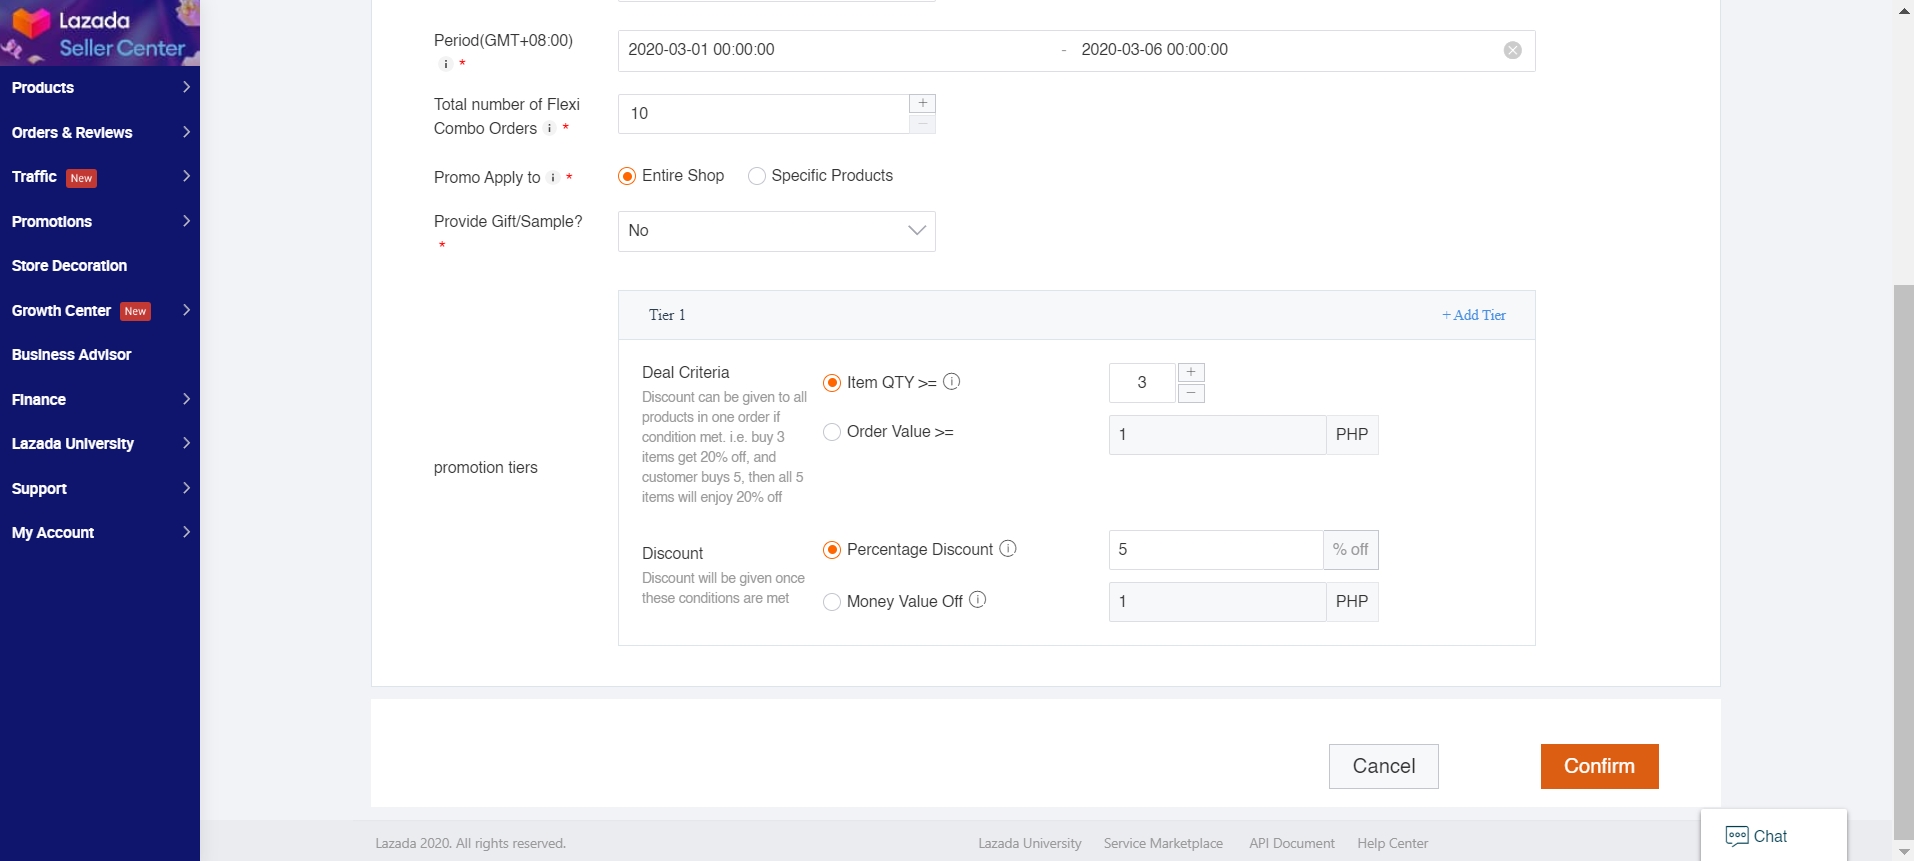 Lazada
Seller Center
Products
Orders & Reviews
Traffic New
Promotions
Store Decoration
Growth Center New
Business Advisor
Finance
Lazada University
Support
My Account
Period(GMT+08:00)
i *
2020-03-01 00:00:00 - 2020-03-06 00:00:00
Total number of Flexi
Combo Orders i *
10
+
−
Promo Apply to i *
Entire Shop Specific Products
Provide Gift/Sample?
*
No
promotion tiers
Tier 1 + Add Tier
Deal Criteria
Discount can be given to all
products in one order if
condition met. i.e. buy 3
items get 20% off, and
customer buys 5, then all 5
items will enjoy 20% off
Item QTY >= i 3
+
−
Order Value >= 1 PHP
Discount
Discount will be given once
these conditions are met
Percentage Discount i 5 % off
Money Value Off i 1 PHP
Cancel Confirm
Lazada 2020. All rights reserved. Lazada University Service Marketplace API Document Help Center
Chat